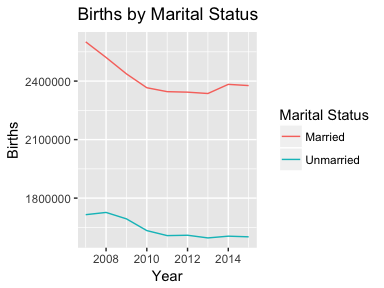 Births by Marital Status
2400000
2100000
1800000
Births
2008 2010 2012 2014
Year
Marital Status
Married
Unmarried